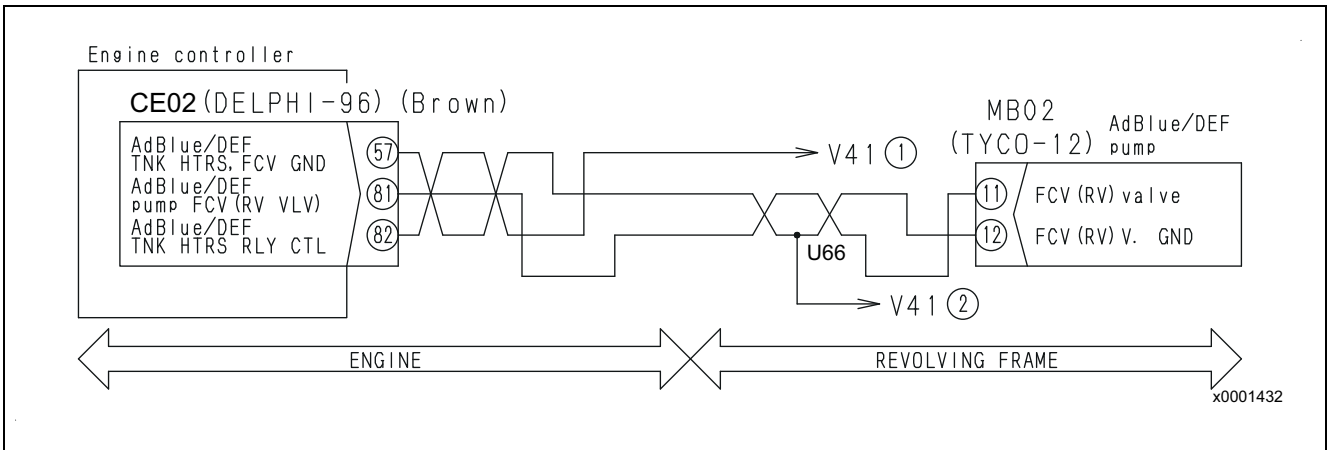 Engine controller
CE02 (DELPHI-96) (Brown)
AdBlue/DEF
TNK HTRS, FCV GND
57
AdBlue/DEF
pump FCV (RV VLV)
81
AdBlue/DEF
TNK HTRS RLY CTL
82
V41 1
U66
V41 2
MB02
(TYCO-12)
AdBlue/DEF
pump
11
FCV (RV) valve
12
FCV (RV) V. GND
ENGINE
REVOLVING FRAME
x0001432